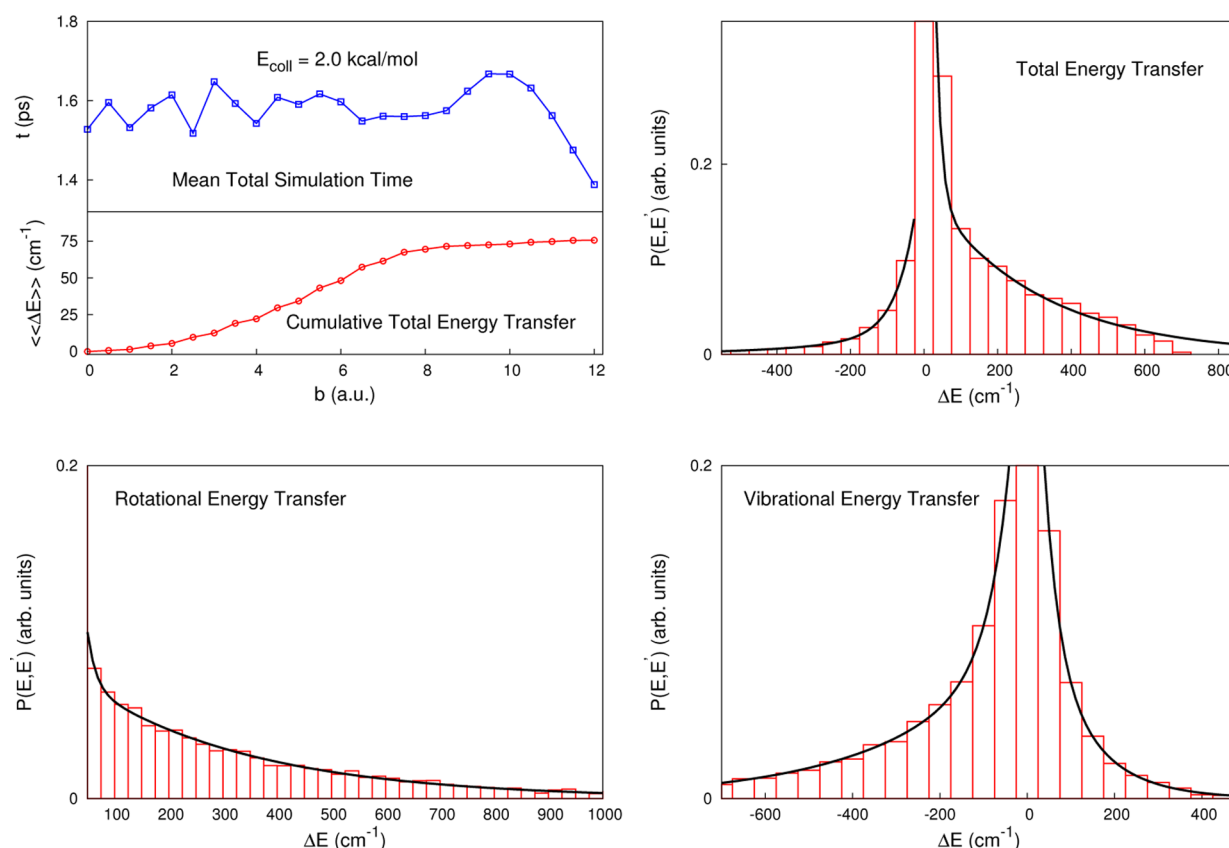 1.8
E_coll = 2.0 kcal/mol
1.6
t (ps)
1.4
Mean Total Simulation Time
75
50
25
0
<<ΔE>> (cm⁻¹)
Cumulative Total Energy Transfer
0 2 4 6 8 10 12
b (a.u.)
Total Energy Transfer
0.2
0
P(E,E') (arb. units)
-400 -200 0 200 400 600 800
ΔE (cm⁻¹)
0.2
Rotational Energy Transfer
P(E,E') (arb. units)
0
100 200 300 400 500 600 700 800 900 1000
ΔE (cm⁻¹)
0.2
Vibrational Energy Transfer
P(E,E') (arb. units)
0
-600 -400 -200 0 200 400
ΔE (cm⁻¹)